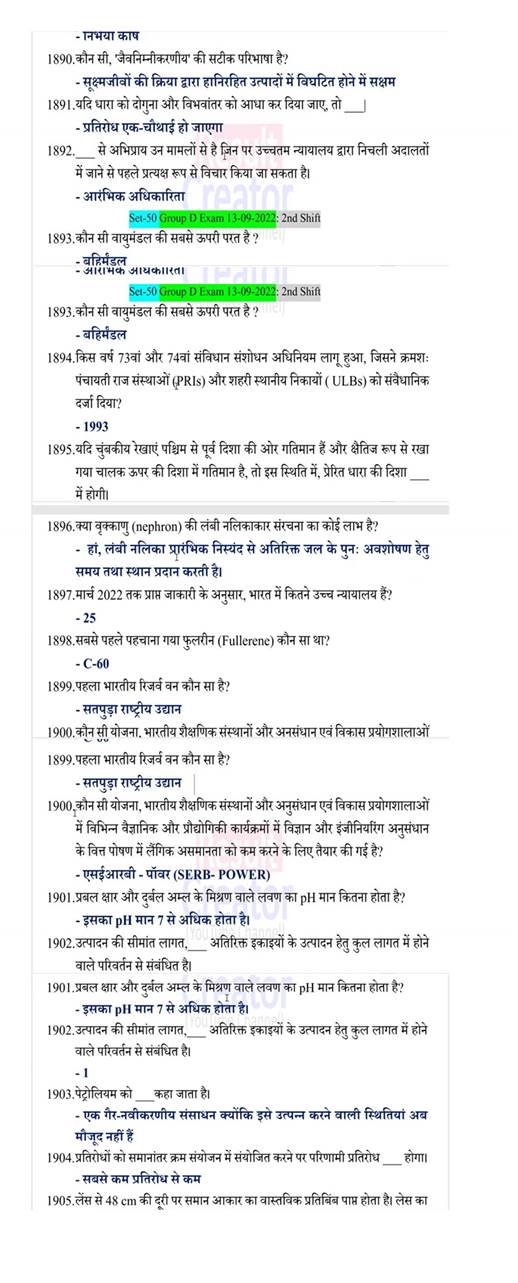 - निर्भया कोष
1890.कौन सी, 'जैवनिम्नीकरणीय' की सटीक परिभाषा है?
- सूक्ष्मजीवों की क्रिया द्वारा हानिरहित उत्पादों में विघटित होने में सक्षम
1891.यदि धारा को दोगुना और विभवांतर को आधा कर दिया जाए, तो ___|
- प्रतिरोध एक-चौथाई हो जाएगा
1892.___ से अभिप्राय उन मामलों से है जिन पर उच्चतम न्यायालय द्वारा निचली अदालतों
में जाने से पहले प्रत्यक्ष रूप से विचार किया जा सकता है।
- आरंभिक अधिकारिता
Set-50 Group D Exam 13-09-2022: 2nd Shift
1893.कौन सी वायुमंडल की सबसे ऊपरी परत है ?
- बहिर्मंडल
- आरंभिक अधिकारिता
Set-50 Group D Exam 13-09-2022: 2nd Shift
1893.कौन सी वायुमंडल की सबसे ऊपरी परत है ?
- बहिर्मंडल
1894.किस वर्ष 73वां और 74वां संविधान संशोधन अधिनियम लागू हुआ, जिसने क्रमशः
पंचायती राज संस्थाओं (PRIs) और शहरी स्थानीय निकायों ( ULBs) को संवैधानिक
दर्जा दिया?
- 1993
1895.यदि चुंबकीय रेखाएं पश्चिम से पूर्व दिशा की ओर गतिमान हैं और क्षैतिज रूप से रखा
गया चालक ऊपर की दिशा में गतिमान है, तो इस स्थिति में, प्रेरित धारा की दिशा ___
में होगी।
1896.क्या वृक्काणु (nephron) की लंबी नलिकाकार संरचना का कोई लाभ है?
- हां, लंबी नलिका प्रारंभिक निस्यंद से अतिरिक्त जल के पुनः अवशोषण हेतु
समय तथा स्थान प्रदान करती है।
1897.मार्च 2022 तक प्राप्त जाकारी के अनुसार, भारत में कितने उच्च न्यायालय हैं?
- 25
1898.सबसे पहले पहचाना गया फुलरीन (Fullerene) कौन सा था?
- C-60
1899.पहला भारतीय रिजर्व वन कौन सा है?
- सतपुड़ा राष्ट्रीय उद्यान
1900.कौन सी योजना, भारतीय शैक्षणिक संस्थानों और अनुसंधान एवं विकास प्रयोगशालाओं
1899.पहला भारतीय रिजर्व वन कौन सा है?
- सतपुड़ा राष्ट्रीय उद्यान
1900.कौन सी योजना, भारतीय शैक्षणिक संस्थानों और अनुसंधान एवं विकास प्रयोगशालाओं
में विभिन्न वैज्ञानिक और प्रौद्योगिकी कार्यक्रमों में विज्ञान और इंजीनियरिंग अनुसंधान
के वित्त पोषण में लैंगिक असमानता को कम करने के लिए तैयार की गई है?
- एसईआरबी - पॉवर (SERB- POWER)
1901.प्रबल क्षार और दुर्बल अम्ल के मिश्रण वाले लवण का pH मान कितना होता है?
- इसका pH मान 7 से अधिक होता है।
1902.उत्पादन की सीमांत लागत,___ अतिरिक्त इकाइयों के उत्पादन हेतु कुल लागत में होने
वाले परिवर्तन से संबंधित है।
1901.प्रबल क्षार और दुर्बल अम्ल के मिश्रण वाले लवण का pH मान कितना होता है?
- इसका pH मान 7 से अधिक होता है।
1902.उत्पादन की सीमांत लागत,___ अतिरिक्त इकाइयों के उत्पादन हेतु कुल लागत में होने
वाले परिवर्तन से संबंधित है।
- 1
1903.पेट्रोलियम को ___कहा जाता है।
- एक गैर-नवीकरणीय संसाधन क्योंकि इसे उत्पन्न करने वाली स्थितियां अब
मौजूद नहीं हैं
1904.प्रतिरोधों को समानांतर क्रम संयोजन में संयोजित करने पर परिणामी प्रतिरोध ___ होगा।
- सबसे कम प्रतिरोध से कम
1905.लेंस से 48 cm की दूरी पर समान आकार का वास्तविक प्रतिबिंब प्राप्त होता है। लेंस का